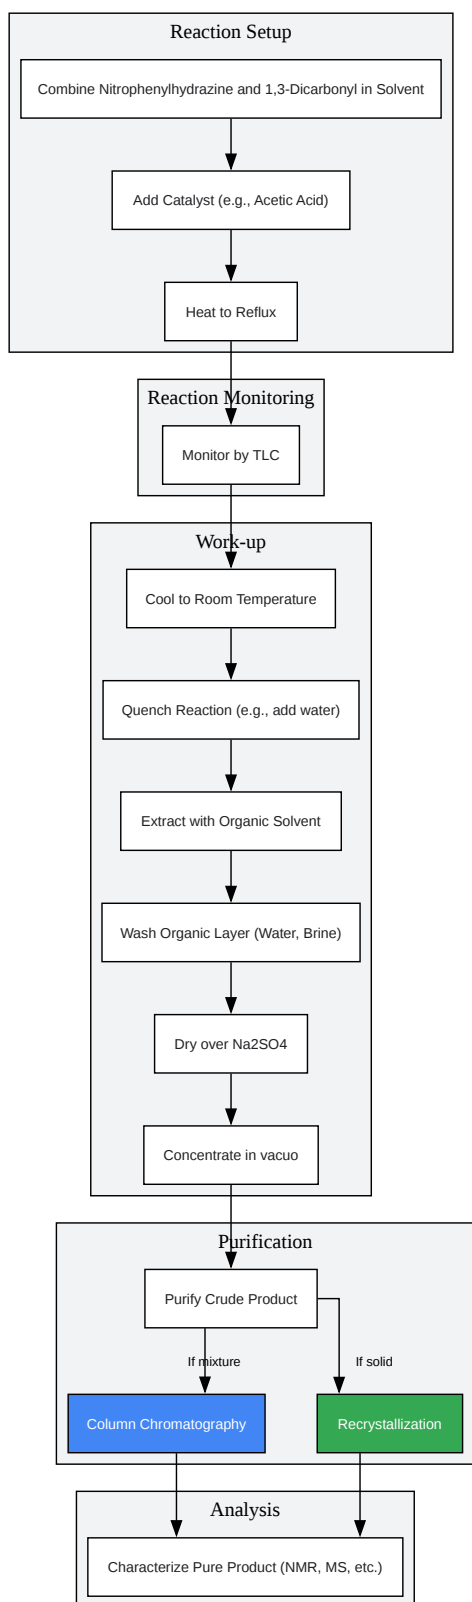 Reaction Setup
Combine Nitrophenylhydrazine and 1,3-Dicarbonyl in Solvent
Add Catalyst (e.g., Acetic Acid)
Heat to Reflux
Reaction Monitoring
Monitor by TLC
Work-up
Cool to Room Temperature
Quench Reaction (e.g., add water)
Extract with Organic Solvent
Wash Organic Layer (Water, Brine)
Dry over Na2SO4
Concentrate in vacuo
Purification
Purify Crude Product
If mixture
If solid
Column Chromatography
Recrystallization
Analysis
Characterize Pure Product (NMR, MS, etc.)